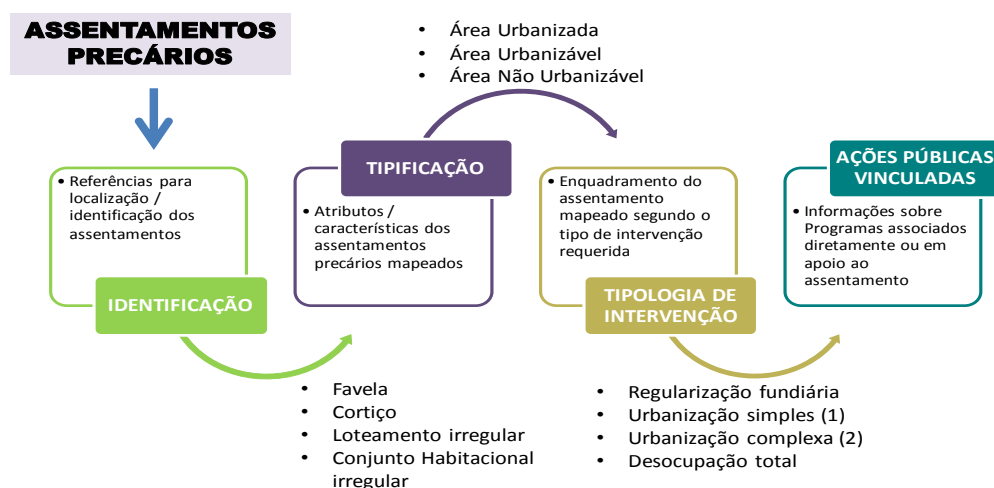 ASSENTAMENTOS
PRECÁRIOS
• Área Urbanizada
• Área Urbanizável
• Área Não Urbanizável
• Referências para
localização /
identificação dos
assentamentos
IDENTIFICAÇÃO
TIPIFICAÇÃO
• Atributos /
características dos
assentamentos
precários mapeados
• Enquadramento do
assentamento
mapeado segundo o
tipo de intervenção
requerida
TIPOLOGIA DE
INTERVENÇÃO
AÇÕES PÚBLICAS
VINCULADAS
• Informações sobre
Programas associados
diretamente ou em
apoio ao
assentamento
• Favela
• Cortiço
• Loteamento irregular
• Conjunto Habitacional
irregular
• Regularização fundiária
• Urbanização simples (1)
• Urbanização complexa (2)
• Desocupação total